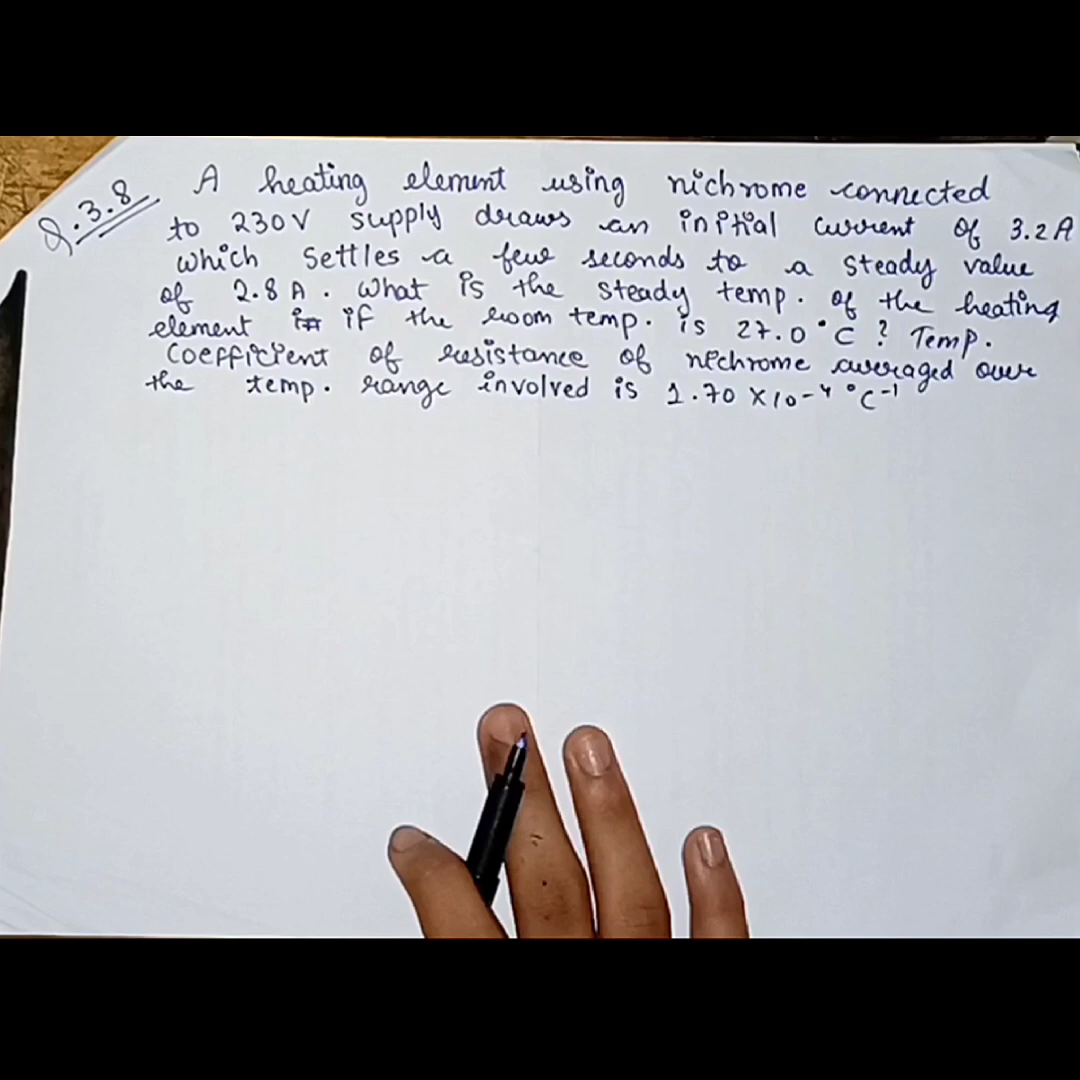 Q.3.8 A heating element using nichrome connected
to 230V supply draws an initial current of 3.2A
which settles a few seconds to a steady value
of 2.8 A. What is the steady temp. of the heating
element if the room temp. is 27.0 °C ? Temp.
Coefficient of resistance of nichrome averaged over
the temp. range involved is 1.70 ×10-4 °C-1